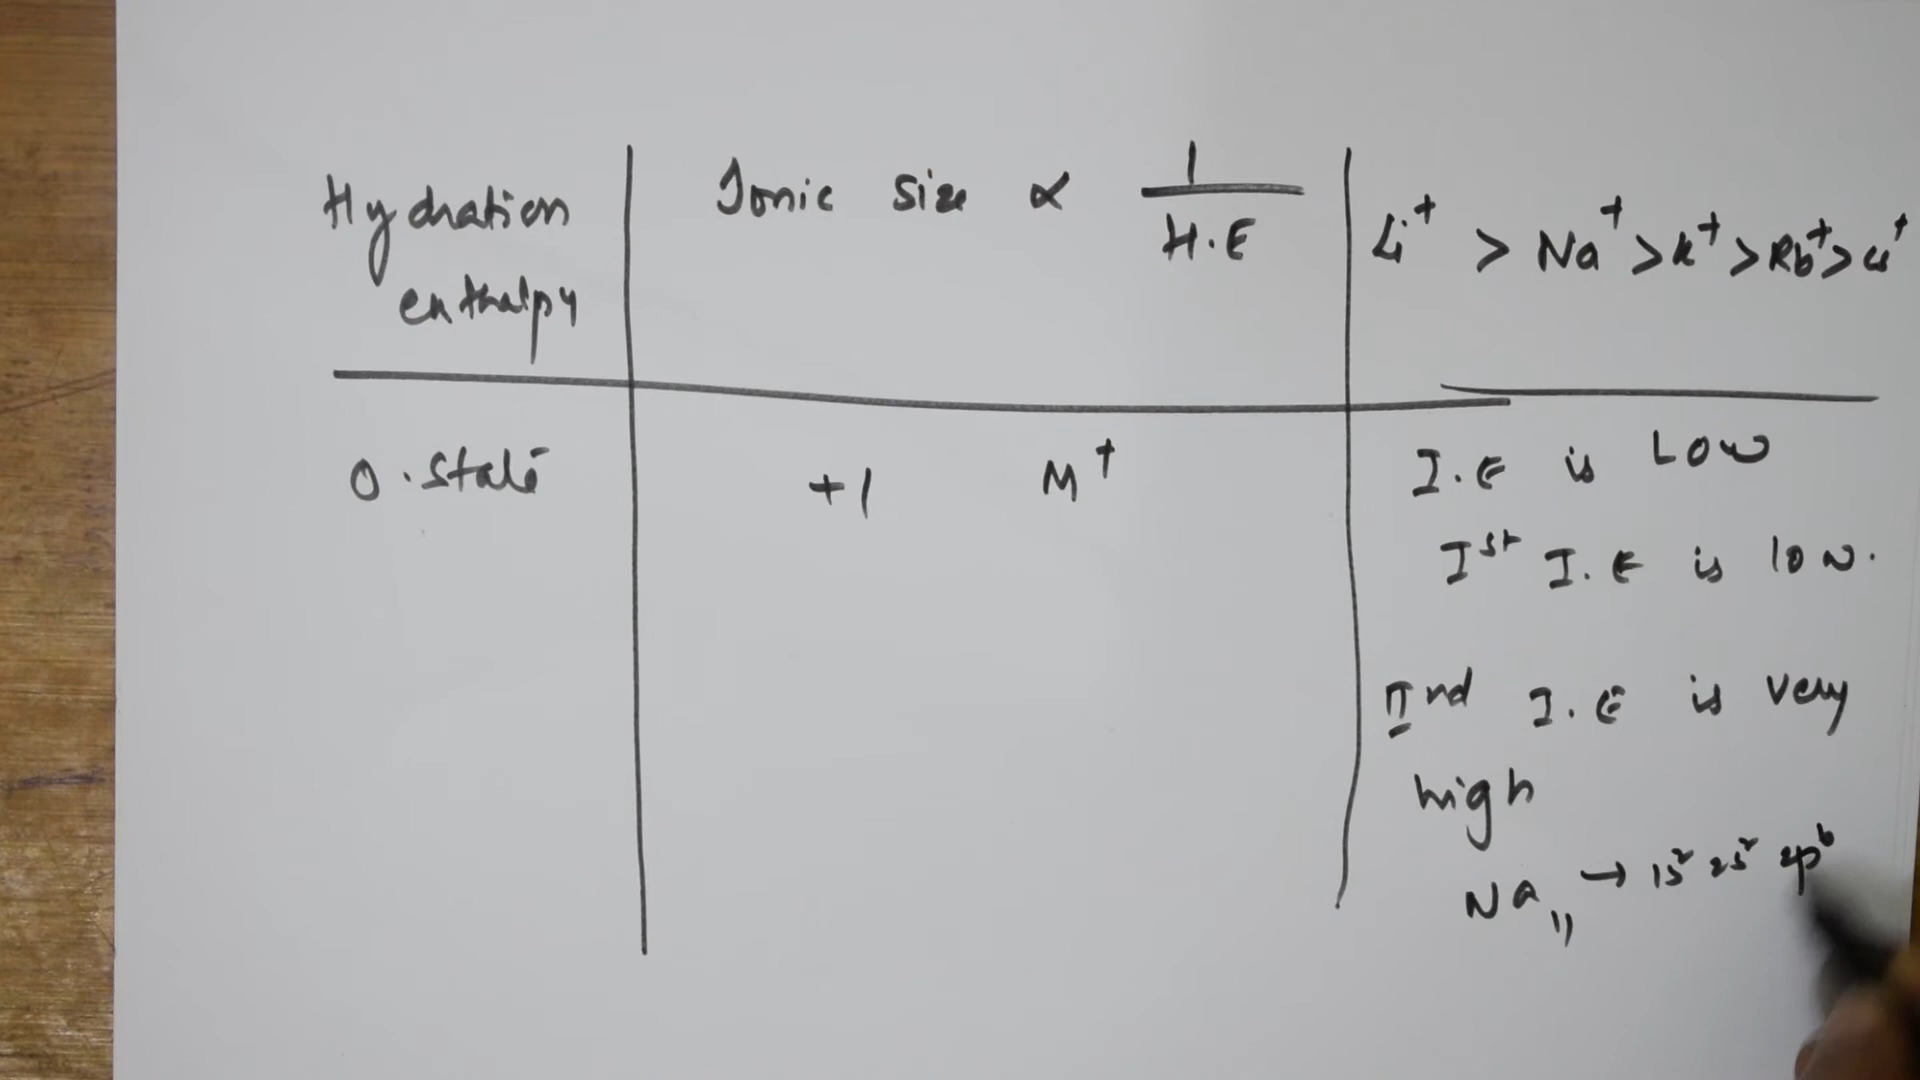 Hydration
enthalpy
Ionic size ∝ 1/H.E
Li⁺ > Na⁺ > K⁺ > Rb⁺ > Cs⁺
O. State
+1 M⁺
I.E is Low
Iˢᵗ I.E is low.
IIⁿᵈ I.E is very
high
Na₁₁ → 1s² 2s² 2p⁶